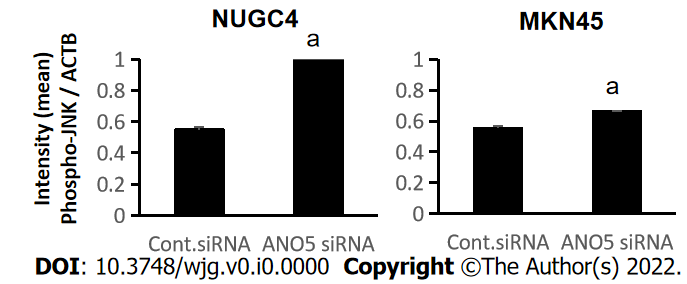 NUGC4
MKN45
Intensity (mean)
Phospho-JNK / ACTB
1
0.8
0.6
0.4
0.2
0
a
Cont.siRNA ANO5 siRNA
1
0.8
0.6
0.4
0.2
0
a
Cont.siRNA ANO5 siRNA
DOI: 10.3748/wjg.v0.i0.0000 Copyright ©The Author(s) 2022.